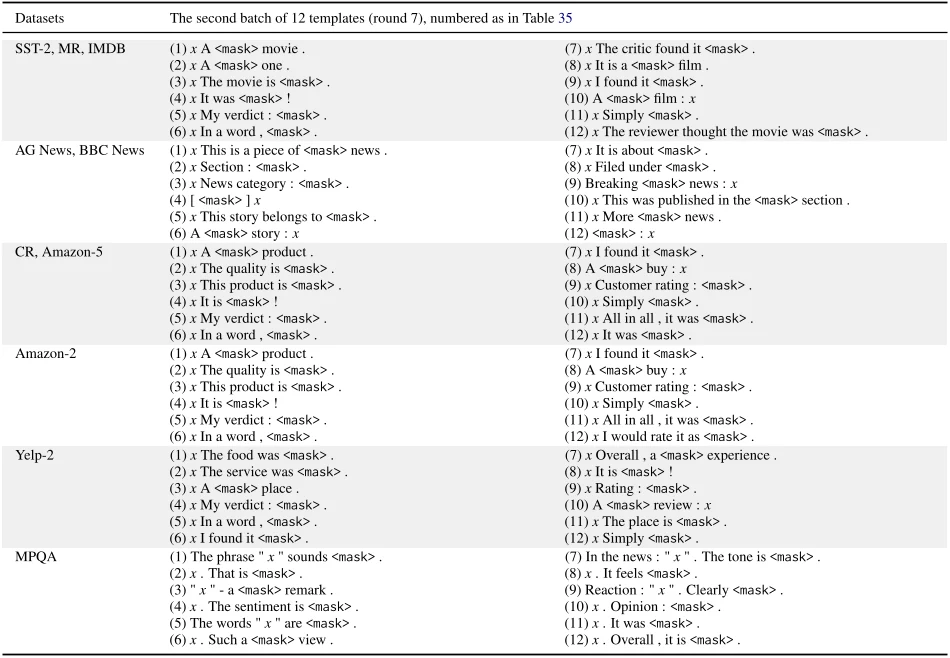 Datasets The second batch of 12 templates (round 7), numbered as in Table 35
SST-2, MR, IMDB (1) x A <mask> movie . (7) x The critic found it <mask> .
(2) x A <mask> one . (8) x It is a <mask> film .
(3) x The movie is <mask> . (9) x I found it <mask> .
(4) x It was <mask> ! (10) A <mask> film : x
(5) x My verdict : <mask> . (11) x Simply <mask> .
(6) x In a word , <mask> . (12) x The reviewer thought the movie was <mask> .
AG News, BBC News (1) x This is a piece of <mask> news . (7) x It is about <mask> .
(2) x Section : <mask> . (8) x Filed under <mask> .
(3) x News category : <mask> . (9) Breaking <mask> news : x
(4) [ <mask> ] x (10) x This was published in the <mask> section .
(5) x This story belongs to <mask> . (11) x More <mask> news .
(6) A <mask> story : x (12) <mask> : x
CR, Amazon-5 (1) x A <mask> product . (7) x I found it <mask> .
(2) x The quality is <mask> . (8) A <mask> buy : x
(3) x This product is <mask> . (9) x Customer rating : <mask> .
(4) x It is <mask> ! (10) x Simply <mask> .
(5) x My verdict : <mask> . (11) x All in all , it was <mask> .
(6) x In a word , <mask> . (12) x It was <mask> .
Amazon-2 (1) x A <mask> product . (7) x I found it <mask> .
(2) x The quality is <mask> . (8) A <mask> buy : x
(3) x This product is <mask> . (9) x Customer rating : <mask> .
(4) x It is <mask> ! (10) x Simply <mask> .
(5) x My verdict : <mask> . (11) x All in all , it was <mask> .
(6) x In a word , <mask> . (12) x I would rate it as <mask> .
Yelp-2 (1) x The food was <mask> . (7) x Overall , a <mask> experience .
(2) x The service was <mask> . (8) x It is <mask> !
(3) x A <mask> place . (9) x Rating : <mask> .
(4) x My verdict : <mask> . (10) A <mask> review : x
(5) x In a word , <mask> . (11) x The place is <mask> .
(6) x I found it <mask> . (12) x Simply <mask> .
MPQA (1) The phrase " x " sounds <mask> . (7) In the news : " x " . The tone is <mask> .
(2) x . That is <mask> . (8) x . It feels <mask> .
(3) " x " - a <mask> remark . (9) Reaction : " x " . Clearly <mask> .
(4) x . The sentiment is <mask> . (10) x . Opinion : <mask> .
(5) The words " x " are <mask> . (11) x . It was <mask> .
(6) x . Such a <mask> view . (12) x . Overall , it is <mask> .